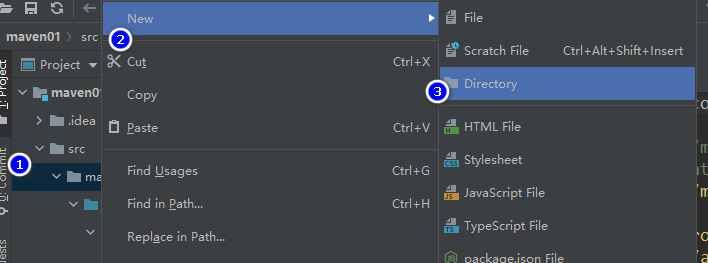 New
File
2
Scratch File Ctrl+Alt+Shift+Insert
maven01 src
Cut Ctrl+X
Project
Directory
3
maven01
Copy
.idea
Paste Ctrl+V
HTML File
src
Stylesheet
1
Find Usages Ctrl+G
JavaScript File
Find in Path... Ctrl+H
TypeScript File
Replace in Path...
package.json File
1: Project
0: Commit